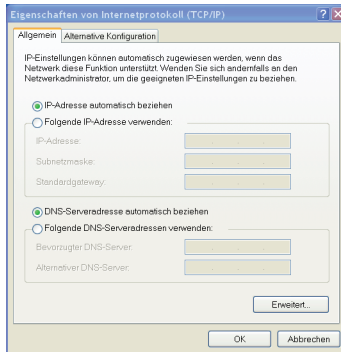 Eigenschaften von Internetprotokoll (TCP/IP)
Allgemein Alternative Konfiguration
IP-Einstellungen können automatisch zugewiesen werden, wenn das
Netzwerk diese Funktion unterstützt. Wenden Sie sich andernfalls an den
Netzwerkadministrator, um die geeigneten IP-Einstellungen zu beziehen.
IP-Adresse automatisch beziehen
Folgende IP-Adresse verwenden:
IP-Adresse:
Subnetzmaske:
Standardgateway:
DNS-Serveradresse automatisch beziehen
Folgende DNS-Serveradressen verwenden:
Bevorzugter DNS-Server:
Alternativer DNS-Server:
Erweitert...
OK Abbrechen